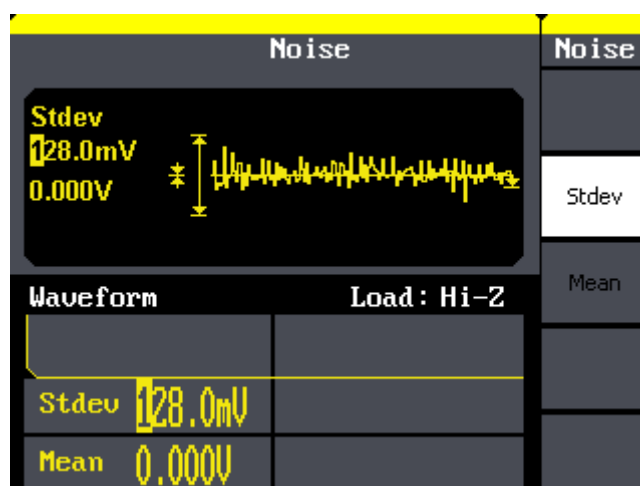 Noise
Noise
Stdev
128.0mV
0.000V
Stdev
Mean
Waveform Load: Hi-Z
Stdev 128.0mV
Mean 0.000V